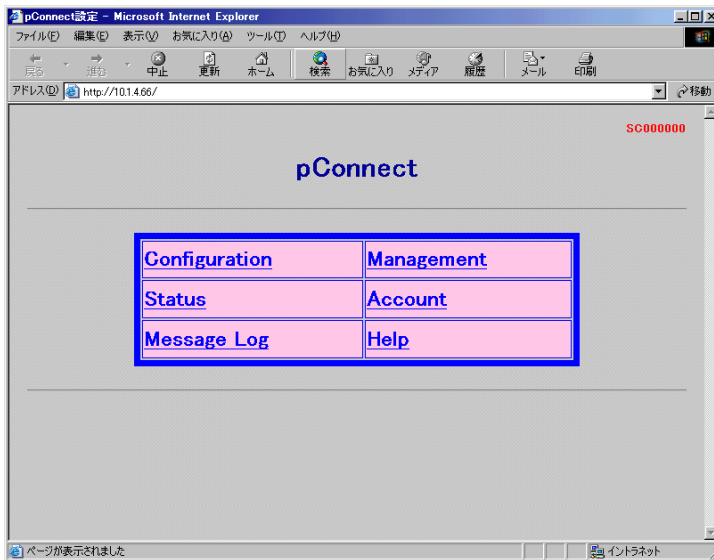 pConnect設定 - Microsoft Internet Explorer
ファイル(F) 編集(E) 表示(V) お気に入り(A) ツール(T) ヘルプ(H)
戻る 進む 中止 更新 ホーム 検索 お気に入り メディア 履歴 メール 印刷
アドレス(D) http://10.1.4.66/ 移動
SC000000
pConnect
Configuration Management
Status Account
Message Log Help
ページが表示されました イントラネット